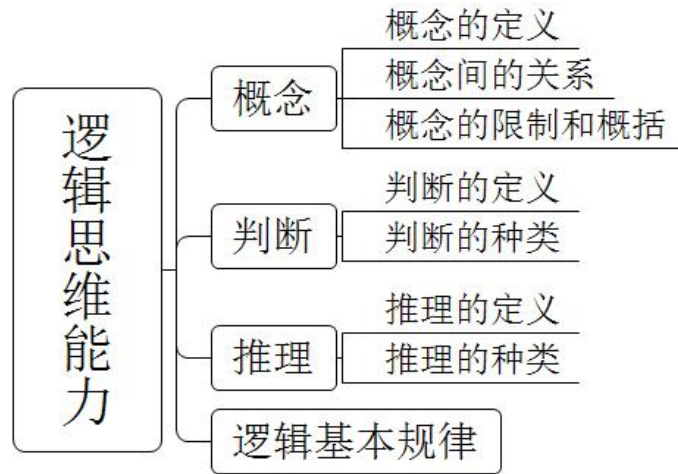 逻辑思维能力
概念
概念的定义
概念间的关系
概念的限制和概括
判断
判断的定义
判断的种类
推理
推理的定义
推理的种类
逻辑基本规律